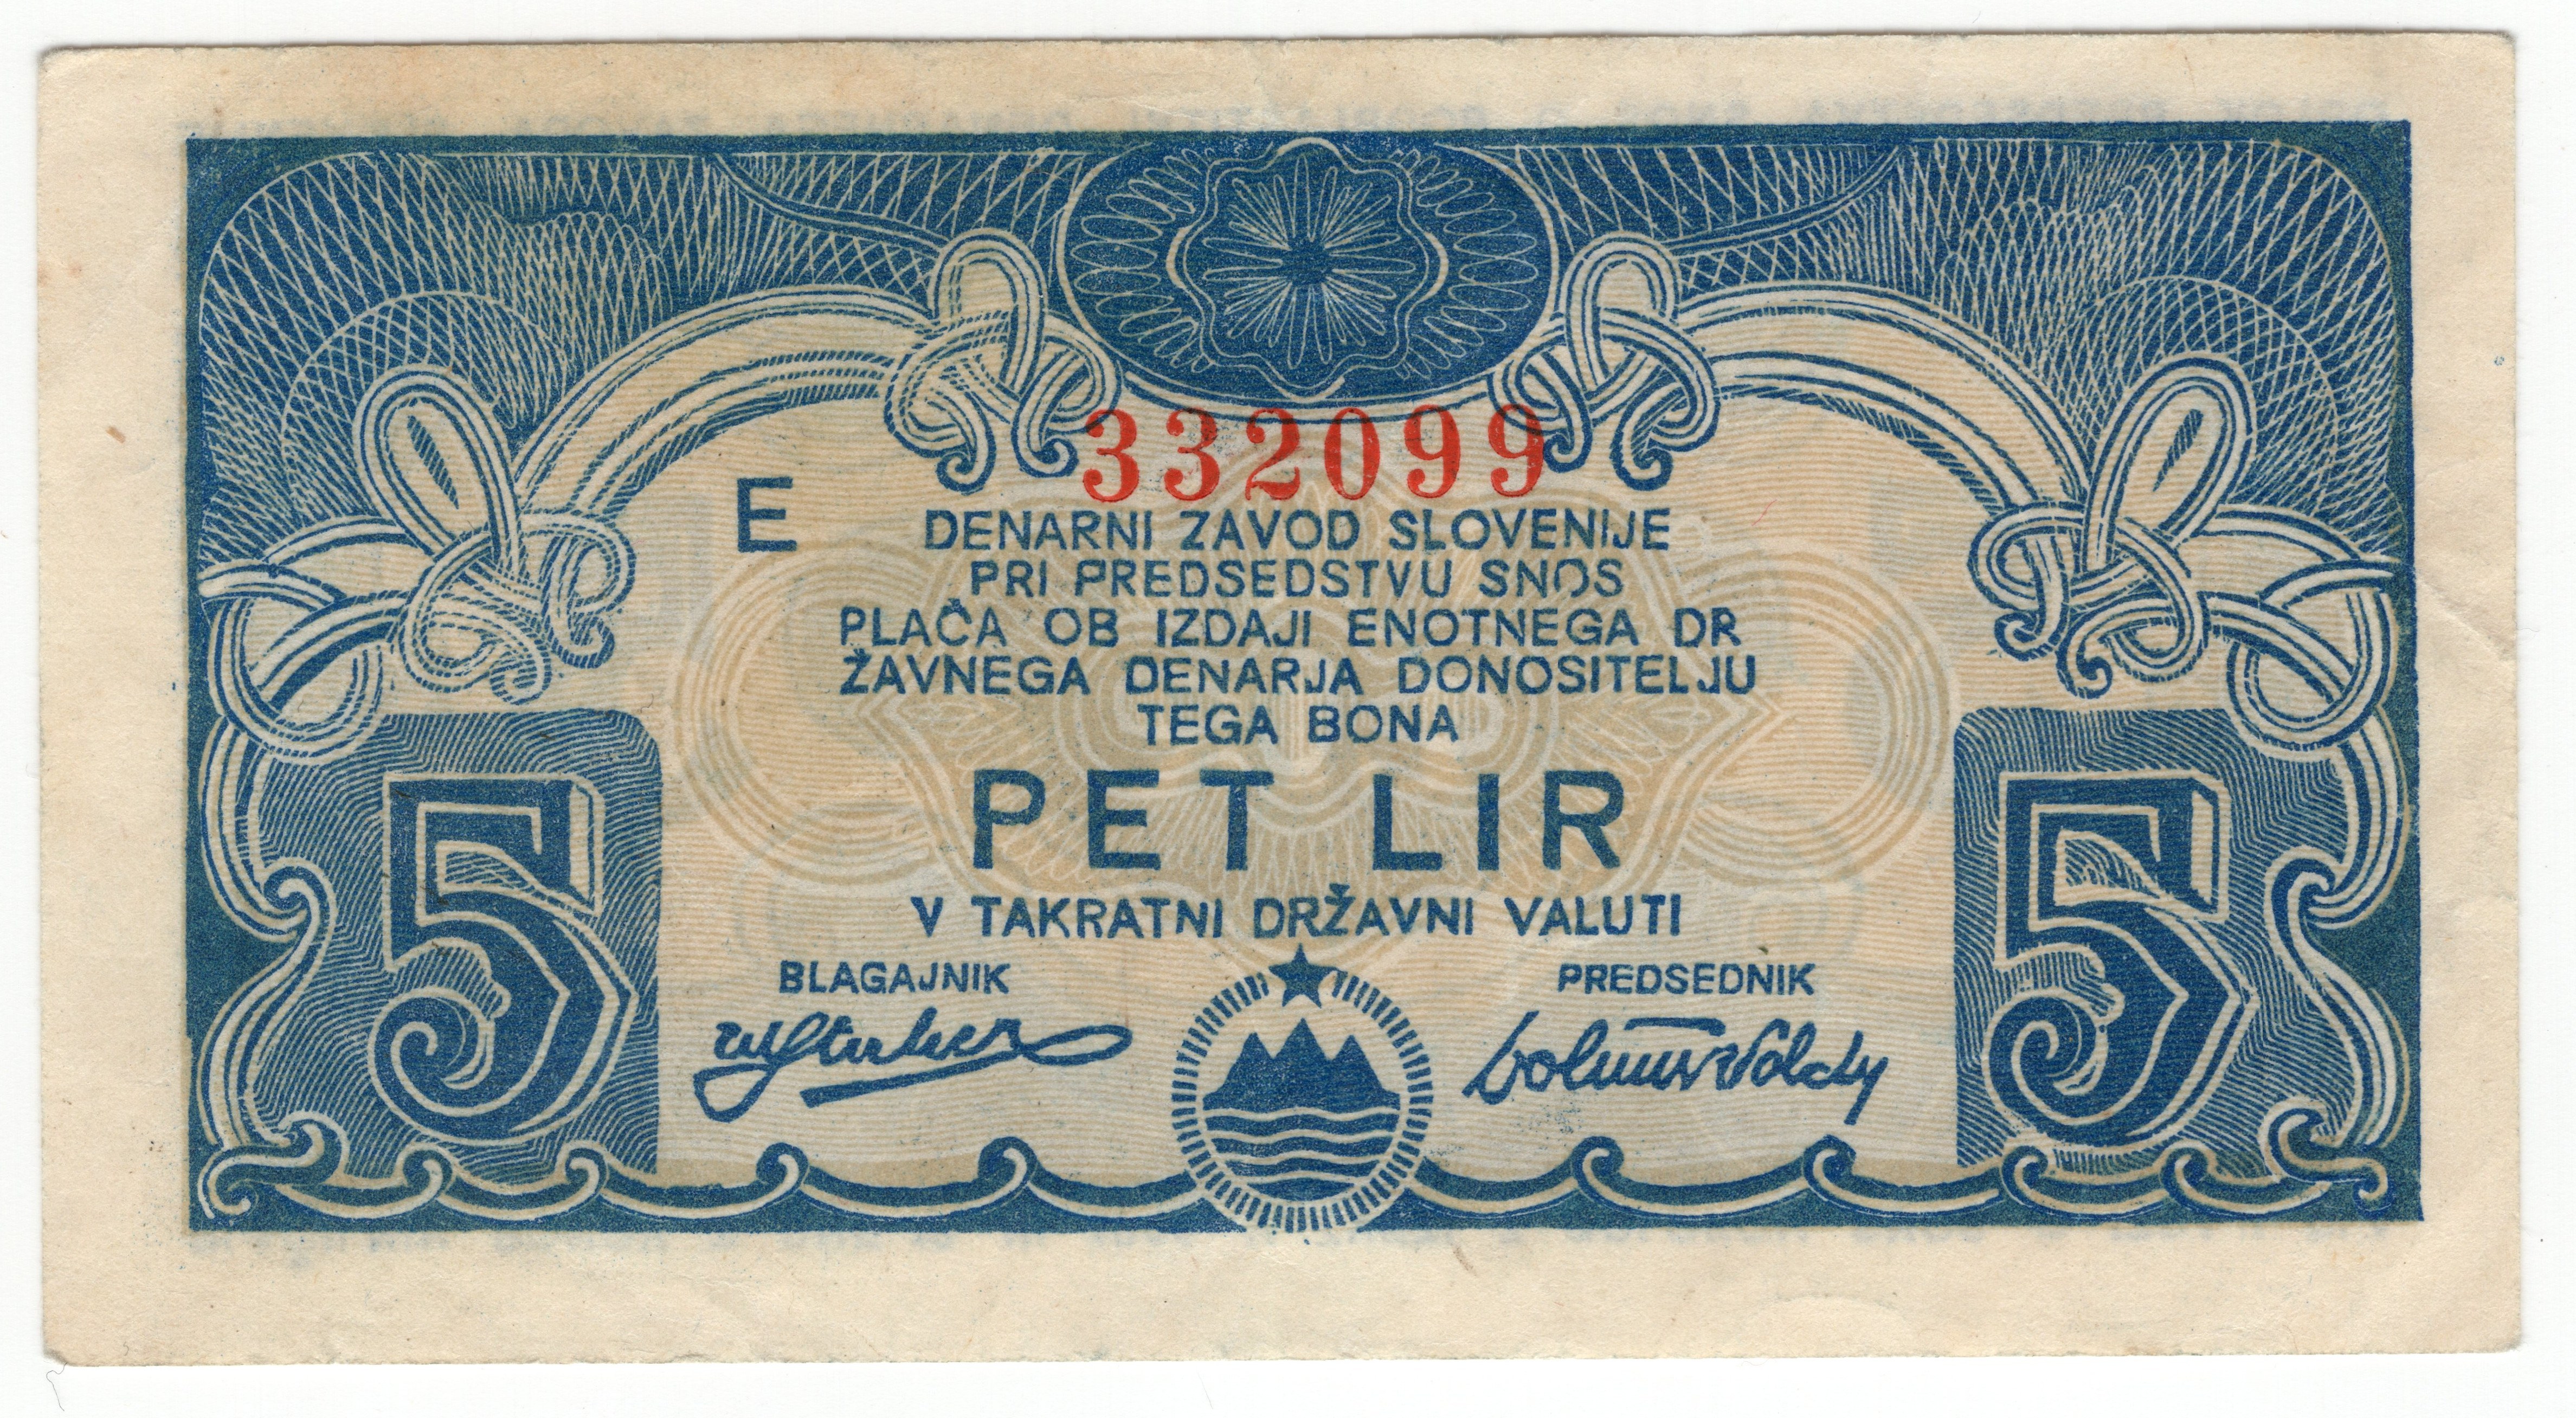 332099
E
DENARNI ZAVOD SLOVENIJE
PRI PREDSEDSTVU SNOS
PLAČA OB IZDAJI ENOTNEGA DR
ŽAVNEGA DENARJA DONOSITELJU
TEGA BONA
PET LIR
V TAKRATNI DRŽAVNI VALUTI
BLAGAJNIK
PREDSEDNIK
5
5